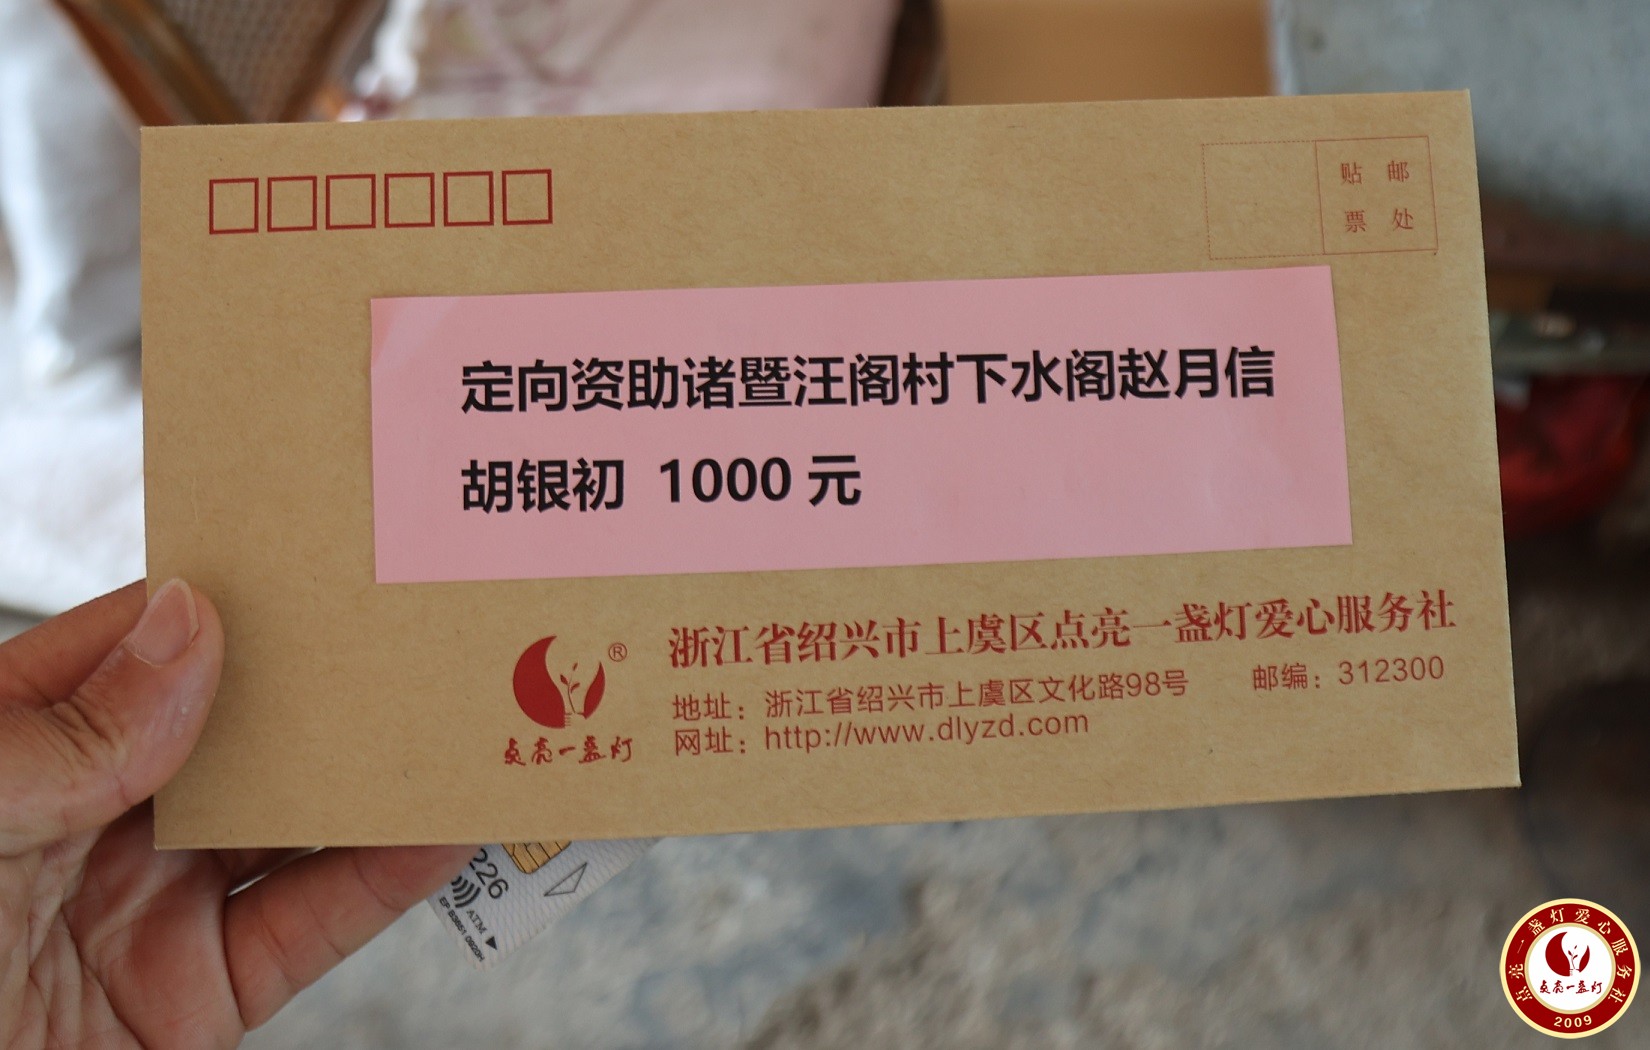 贴 邮
票 处
定向资助诸暨汪阁村下水阁赵月信
胡银初 1000 元
浙江省绍兴市上虞区点亮一盏灯爱心服务社
地址：浙江省绍兴市上虞区文化路98号 邮编：312300
网址：http://www.dlyzd.com
®
点亮一盏灯
226
ATM
点亮一盏灯爱心服务社
点亮一盏灯
2009